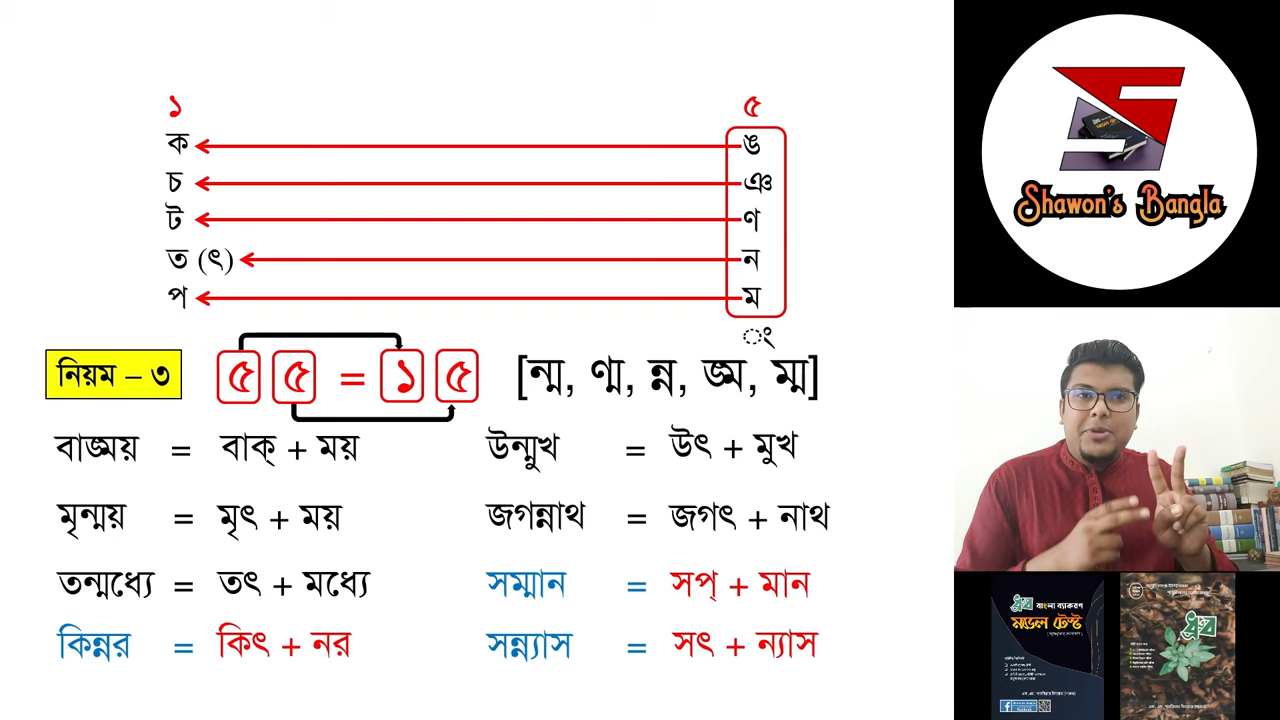 ১ ৫
ক ঙ
চ ঞ
ট ণ
ত (ৎ) ন
প ম
ং
নিয়ম – ৩ ৫ ৫ = ১ ৫ [ন্ম, ণ্ম, ন্ন, ঙ্ম, ম্ম]
বাঙ্ময় = বাক্ + ময় উন্মুখ = উৎ + মুখ
মৃন্ময় = মৃৎ + ময় জগন্নাথ = জগৎ + নাথ
তন্মধ্যে = তৎ + মধ্যে সম্মান = সপ্ + মান
কিন্নর = কিৎ + নর সন্ন্যাস = সৎ + ন্যাস
Shawon's Bangla
বাংলা ব্যাকরণ
মডেল টেস্ট